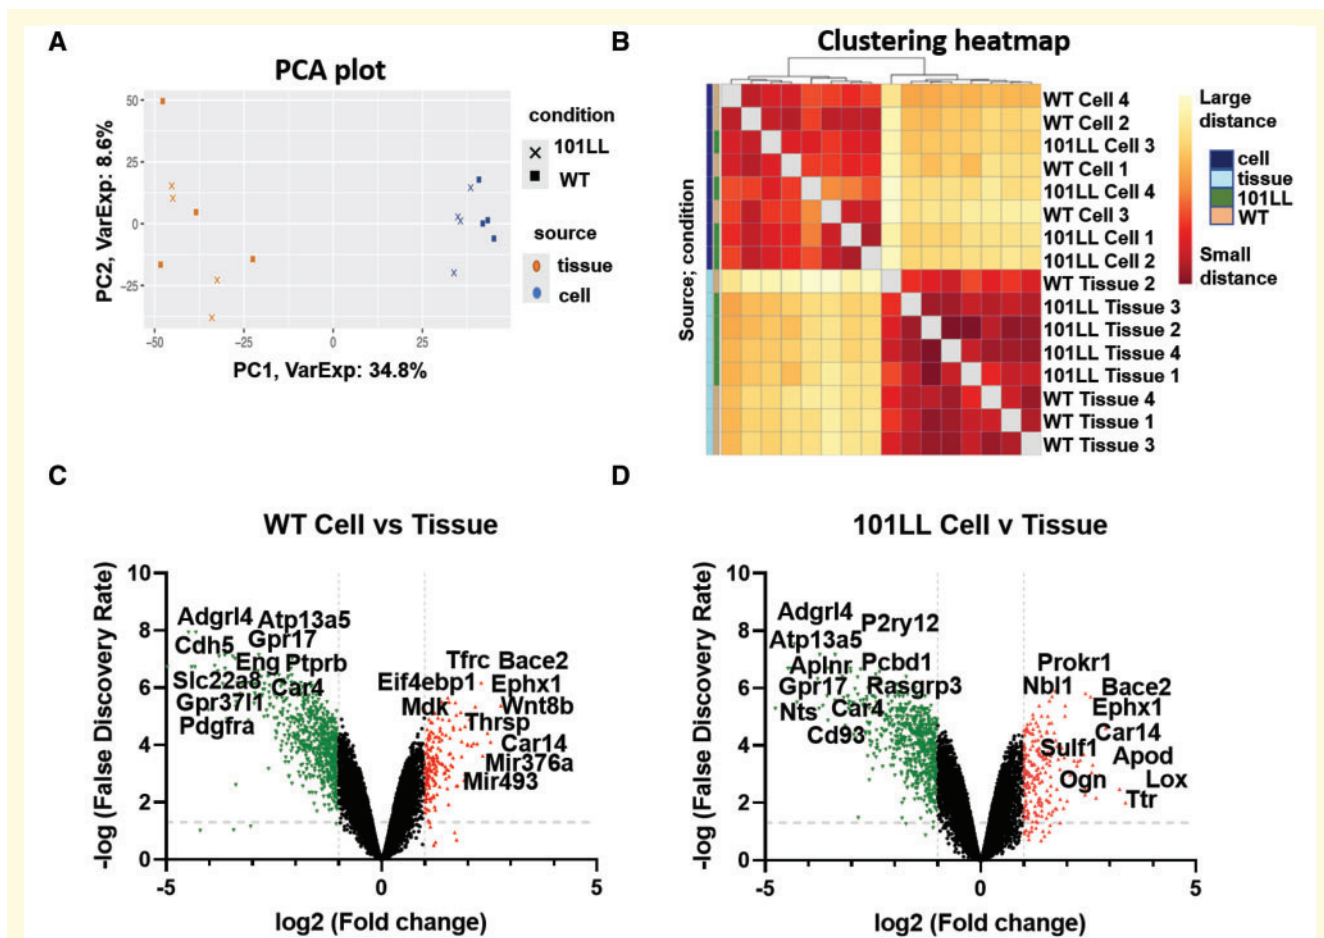 A
PCA plot
PC2, VarExp: 8.6%
50
25
0
−25
−50
−25
0
25
PC1, VarExp: 34.8%
condition
101LL
WT
source
tissue
cell
B
Clustering heatmap
Source; condition
WT Cell 4
WT Cell 2
101LL Cell 3
WT Cell 1
101LL Cell 4
WT Cell 3
101LL Cell 1
101LL Cell 2
WT Tissue 2
101LL Tissue 3
101LL Tissue 2
101LL Tissue 4
101LL Tissue 1
WT Tissue 4
WT Tissue 1
WT Tissue 3
Large
distance
Small
distance
cell
tissue
101LL
WT
C
WT Cell vs Tissue
-log (False Discovery Rate)
10
8
6
4
2
0
Adgrl4 Atp13a5
Cdh5 Gpr17
Eng Ptprb
Slc22a8 Car4
Gpr37l1
Pdgfra
Tfrc Bace2
Eif4ebp1 Ephx1
Mdk Wnt8b
Thrsp
Car14
Mir376a
Mir493
-5
0
5
log2 (Fold change)
D
101LL Cell v Tissue
-log (False Discovery Rate)
10
8
6
4
2
0
Adgrl4
P2ry12
Atp13a5
Aplnr Pcbd1
Gpr17 Rasgrp3
Nts Car4
Cd93
Prokr1
Nbl1 Bace2
Ephx1
Car14
Sulf1
Apod
Ogn Lox
Ttr
-5
0
5
log2 (Fold change)